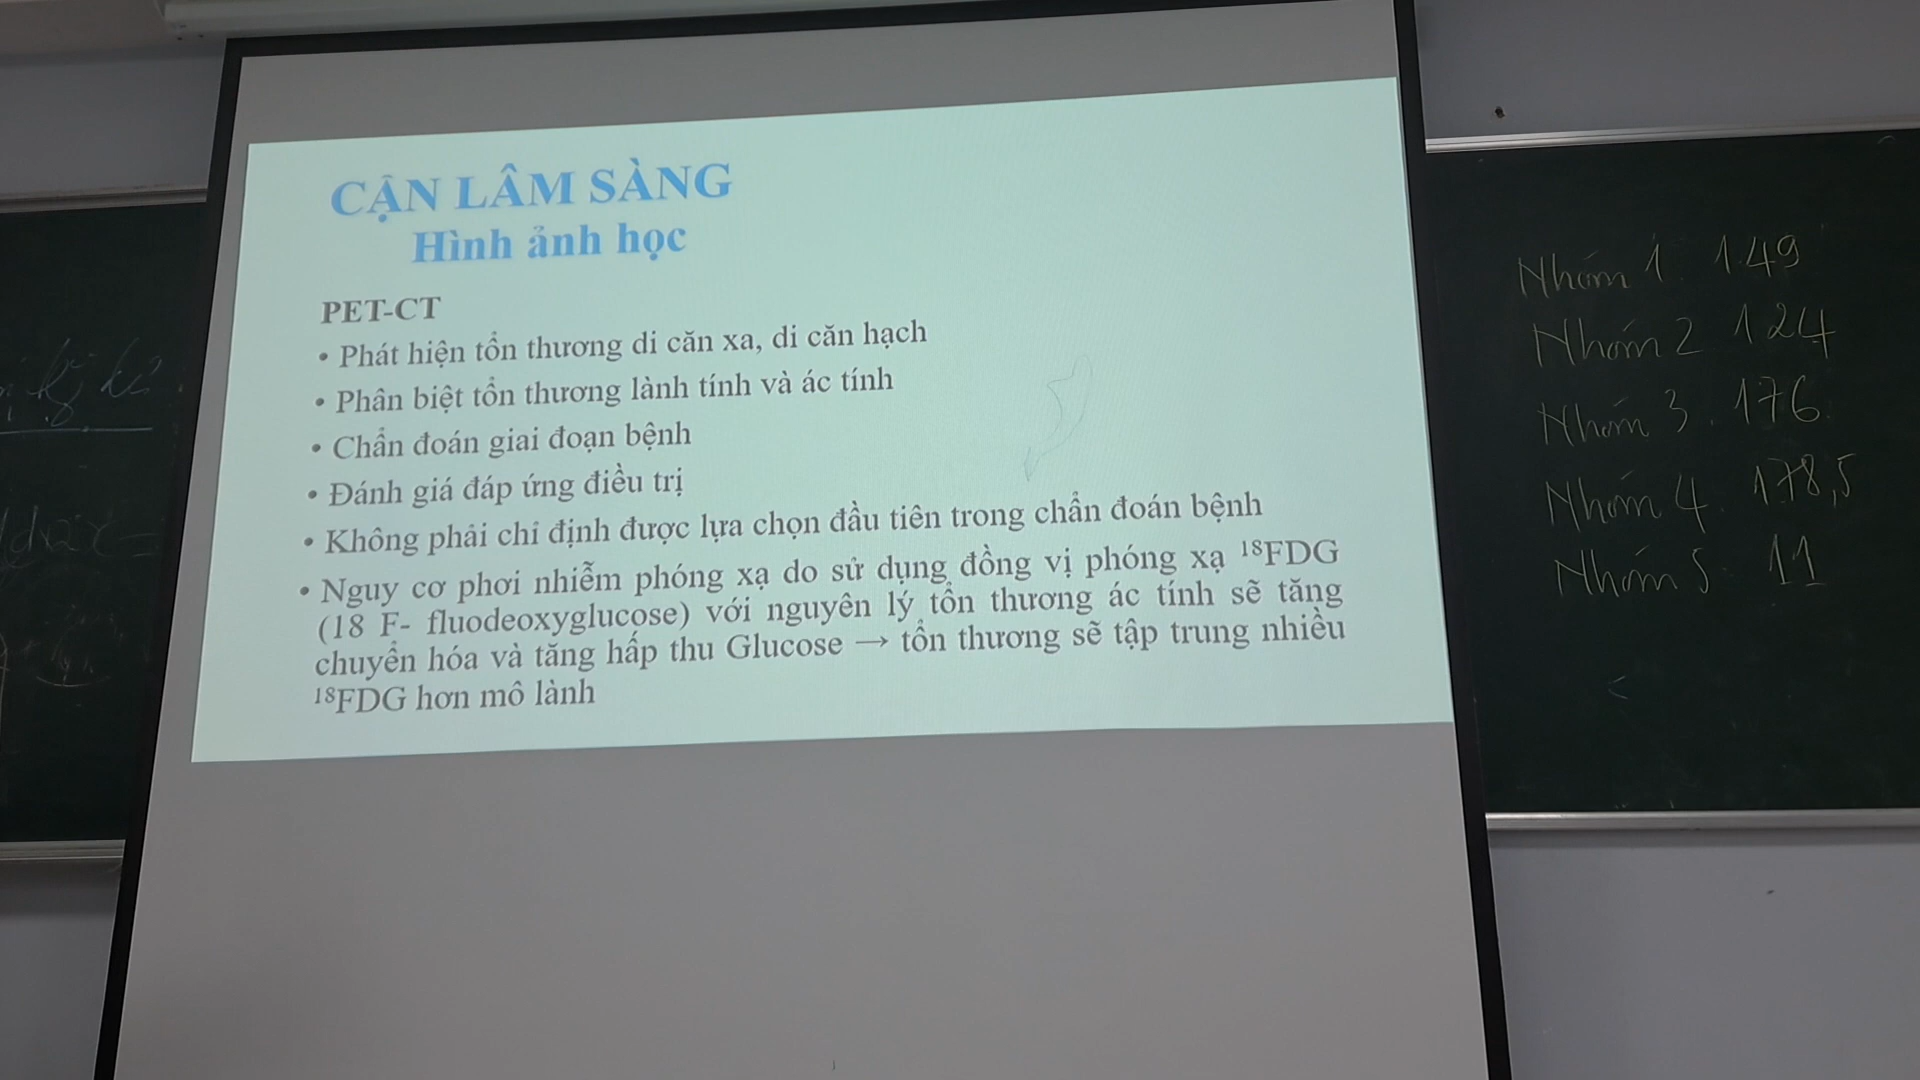 CẬN LÂM SÀNG
Hình ảnh học
PET-CT
• Phát hiện tổn thương di căn xa, di căn hạch
• Phân biệt tổn thương lành tính và ác tính
• Chẩn đoán giai đoạn bệnh
• Đánh giá đáp ứng điều trị
• Không phải chỉ định được lựa chọn đầu tiên trong chẩn đoán bệnh
• Nguy cơ phơi nhiễm phóng xạ do sử dụng đồng vị phóng xạ ¹⁸FDG
(18 F- fluodeoxyglucose) với nguyên lý tổn thương ác tính sẽ tăng
chuyển hóa và tăng hấp thu Glucose → tổn thương sẽ tập trung nhiều
¹⁸FDG hơn mô lành
Nhóm 1. 149
Nhóm 2 124
Nhóm 3. 176
Nhóm 4. 178,5
Nhóm 5. 11